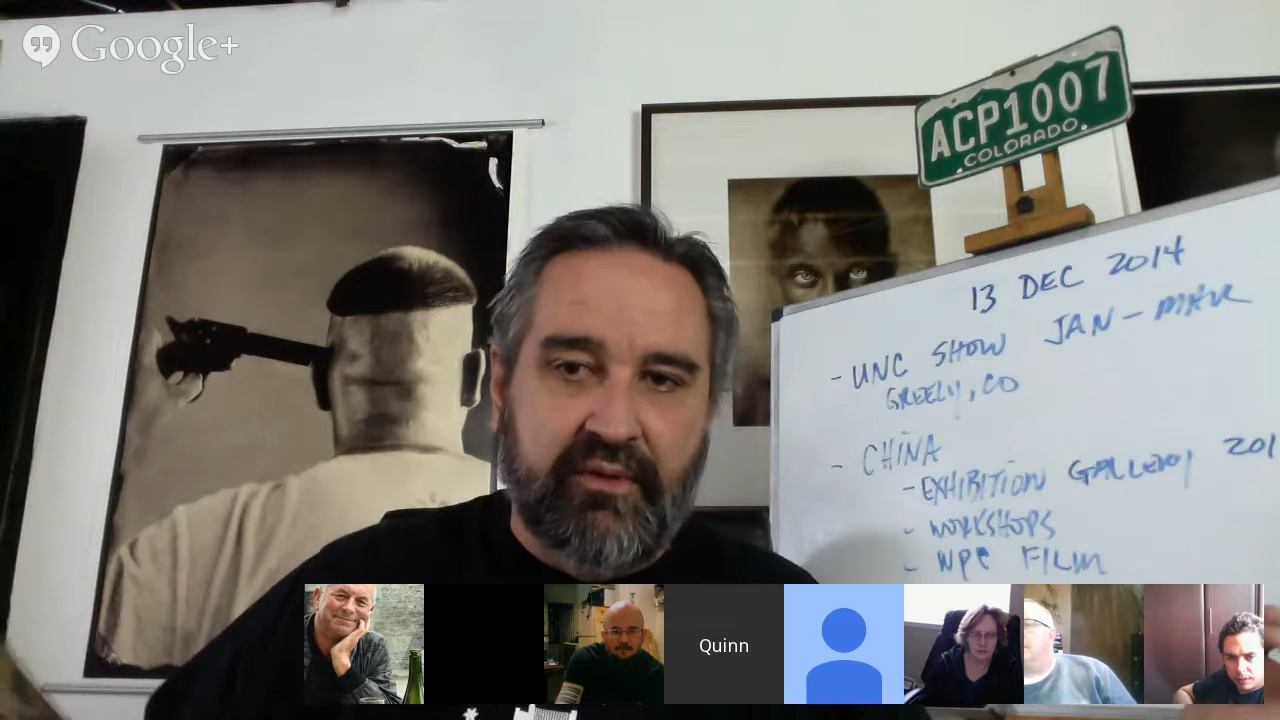 Google+
ACP1007
COLORADO
13 DEC 2014
- UNC SHOW JAN - MAR
GREELY, CO
- CHINA
- EXHIBITION GALLERY 201
- WORKSHOPS
- WPC FILM
Quinn